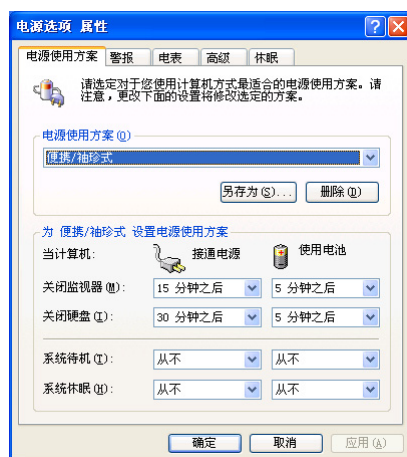 电源选项 属性
电源使用方案 警报 电表 高级 休眠
请选定对于您使用计算机方式最适合的电源使用方案。请
注意，更改下面的设置将修改选定的方案。
电源使用方案(O)
便携/袖珍式
另存为(S)... 删除(D)
为 便携/袖珍式 设置电源使用方案
当计算机: 接通电源 使用电池
关闭监视器(M): 15 分钟之后 5 分钟之后
关闭硬盘(I): 30 分钟之后 5 分钟之后
系统待机(T): 从不 从不
系统休眠(H): 从不 从不
确定 取消 应用(A)